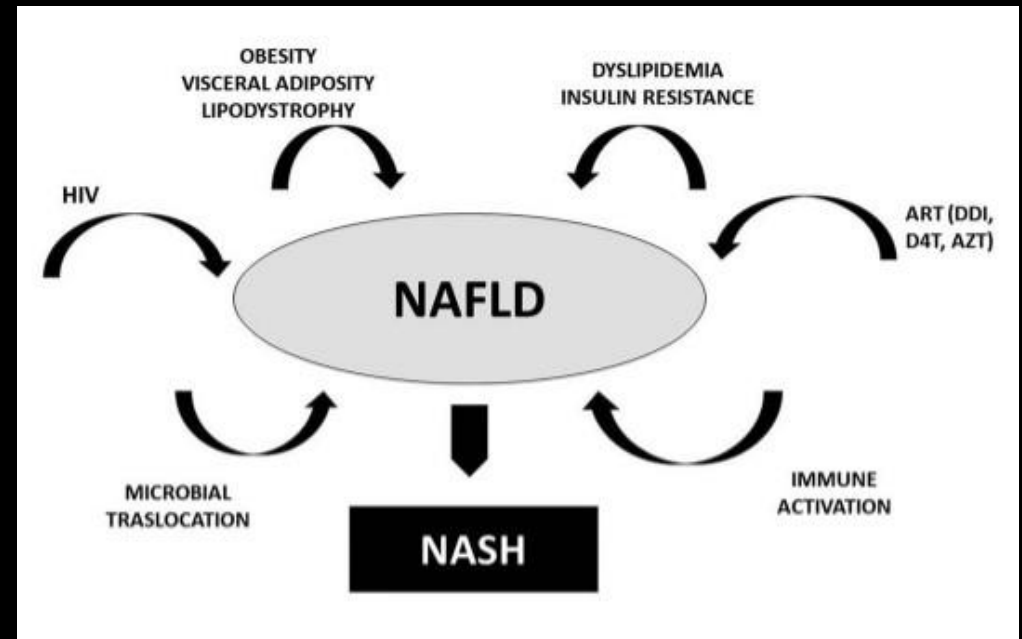 OBESITY
VISCERAL ADIPOSITY
LIPODYSTROPHY
DYSLIPIDEMIA
INSULIN RESISTANCE
HIV
ART (DDI,
D4T, AZT)
NAFLD
MICROBIAL
TRASLOCATION
IMMUNE
ACTIVATION
NASH